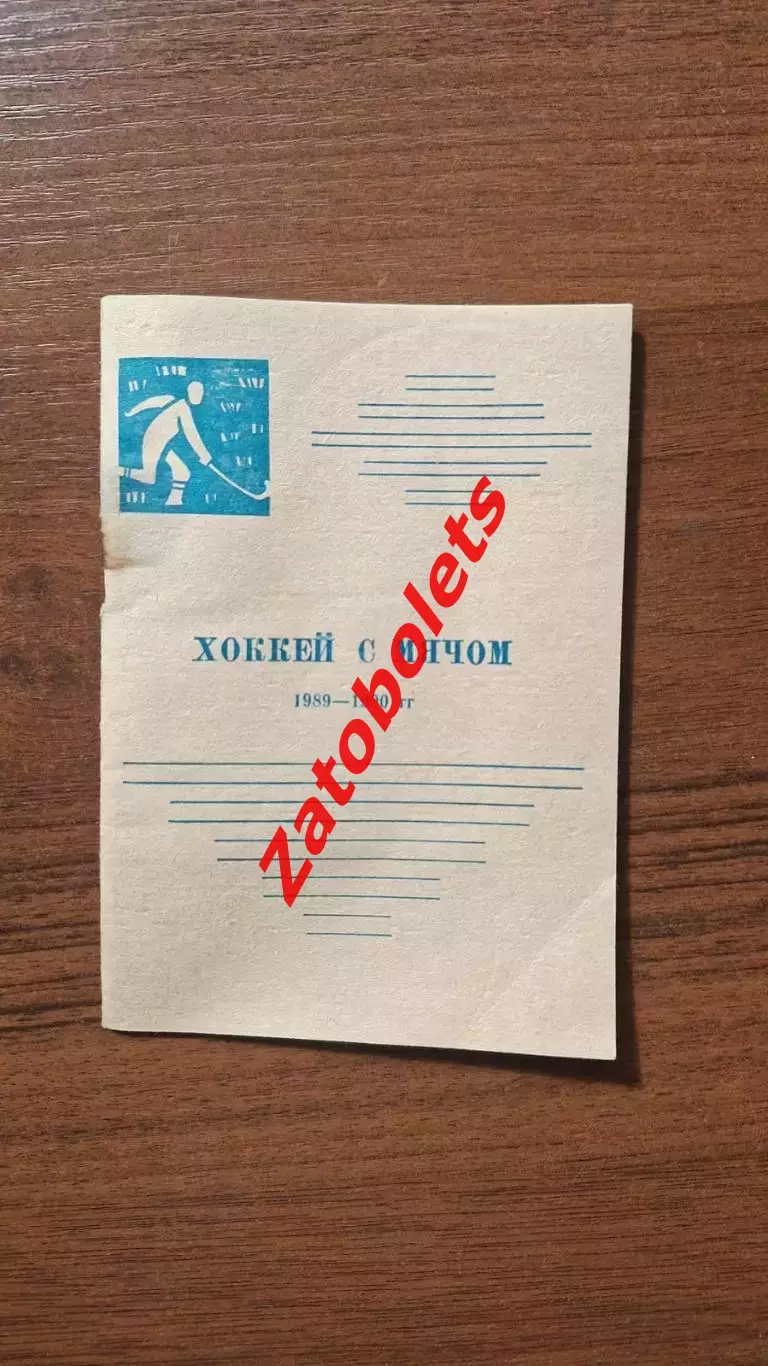 ХОККЕЙ С МЯЧОМ
1989—1990 гг
Zatobolets